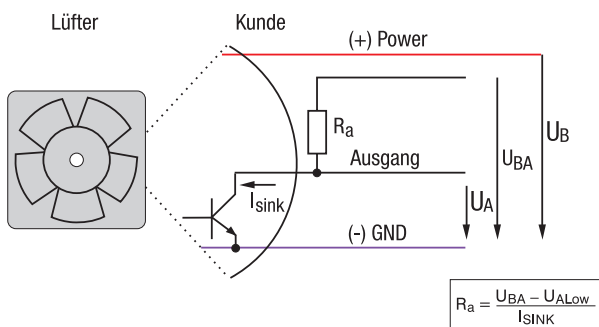 Lüfter
Kunde
(+) Power
Ra
UB
UBA
Ausgang
Isink
UA
(-) GND
Ra = UBA – UALow
ISINK